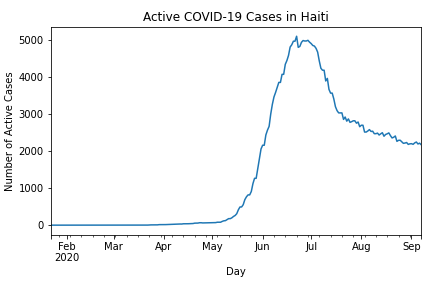 Active COVID-19 Cases in Haiti
Number of Active Cases
5000
4000
3000
2000
1000
0
Feb Mar Apr May Jun Jul Aug Sep
2020
Day